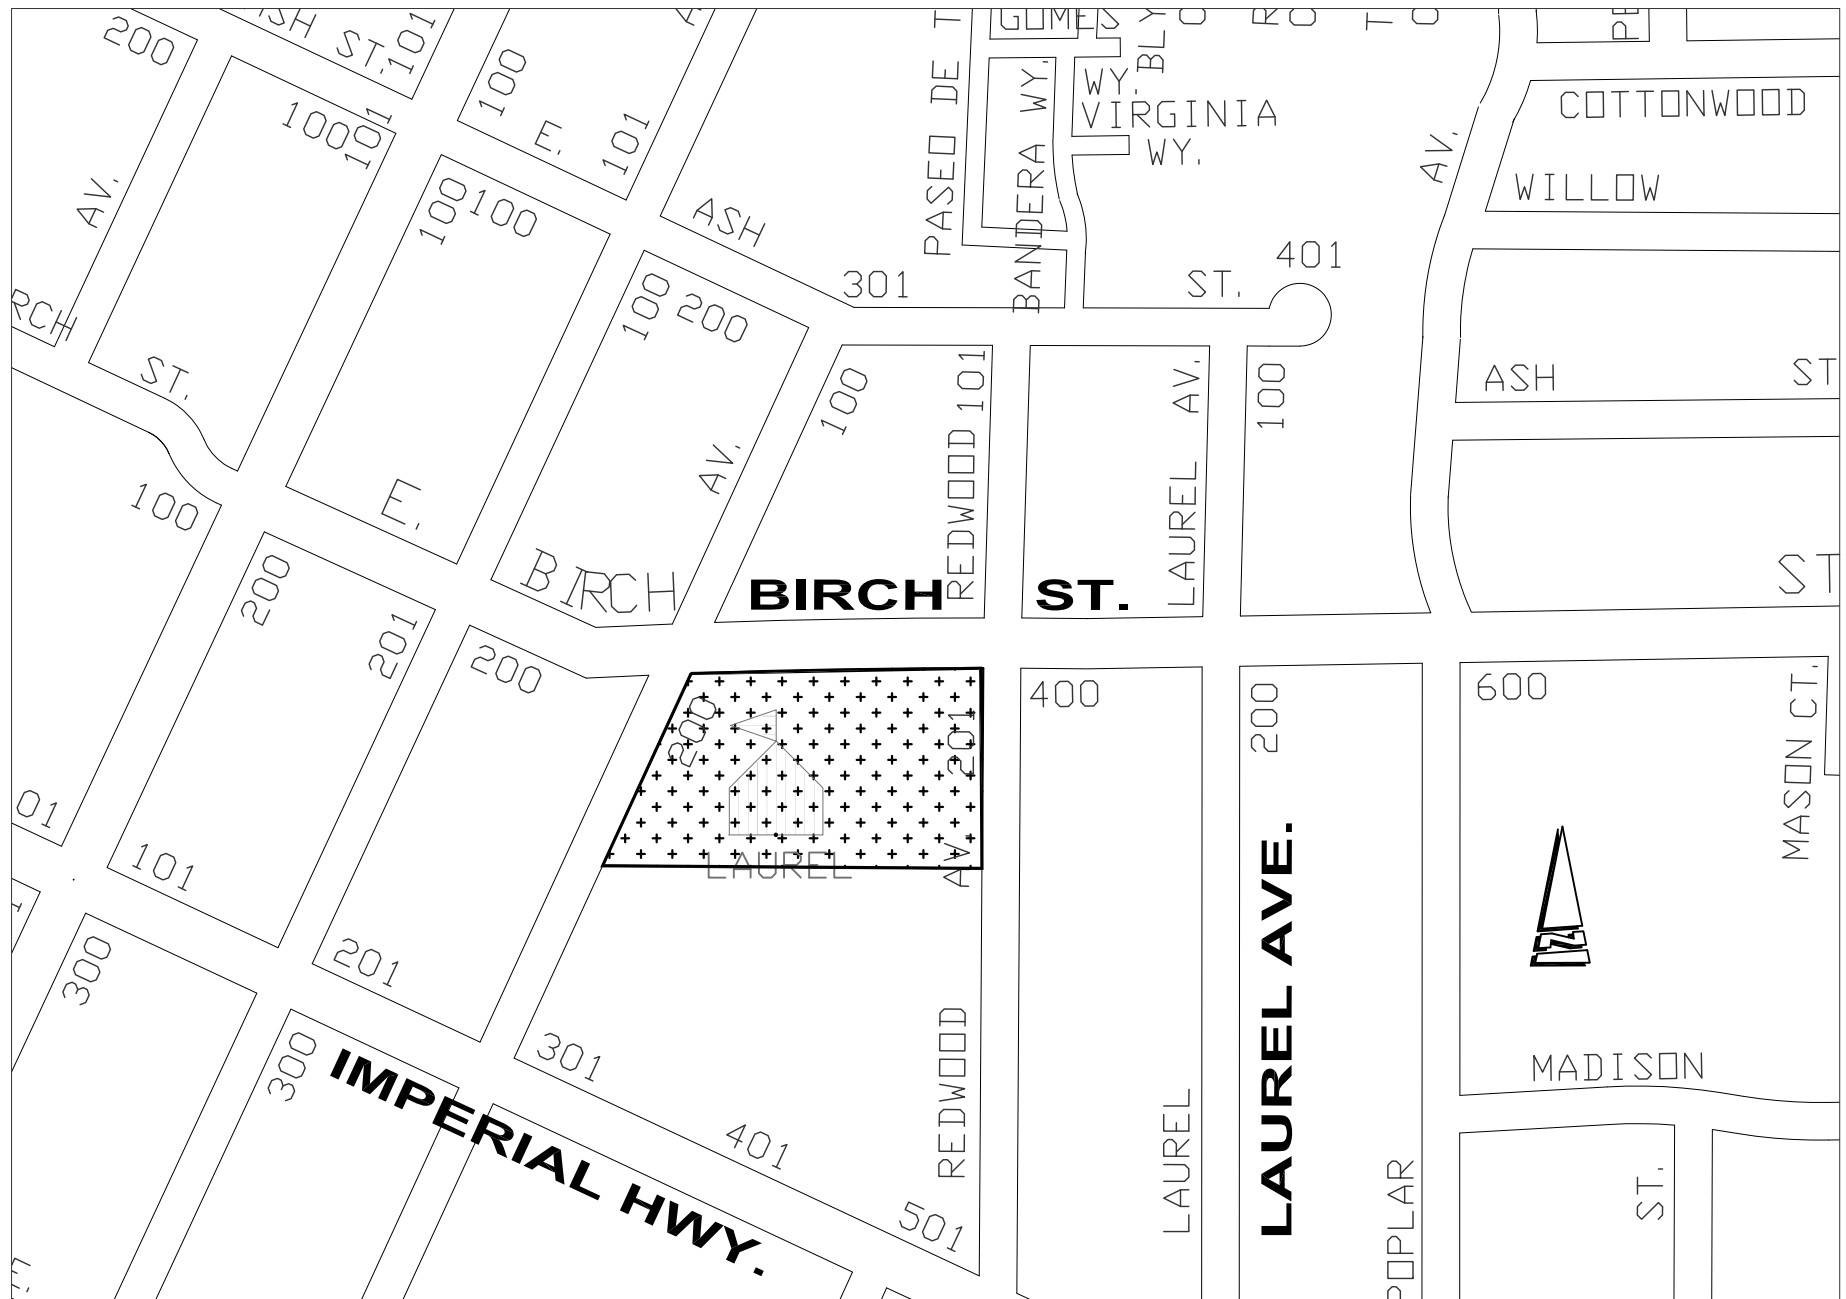 200
ASH ST.
101
100
E.
101
GOMES
WY.
BLY
PASEO DE T
BANDERA WY.
VIRGINIA
WY.
AV.
COTTONWOOD
WILLOW
100
101
AV.
100
100
ASH
301
ST.
401
RCH
ST.
100
200
AV.
100
REDWOOD 101
LAUREL AV.
100
ASH ST
100
E.
BIRCH
BIRCH ST.
ST
200
201
200
200
AV 201
LAUREL
400
200
600
MASON CT.
01
101
201
300
300
301
401
501
IMPERIAL HWY.
REDWOOD
LAUREL
LAUREL AVE.
POPLAR
N
MADISON
ST.